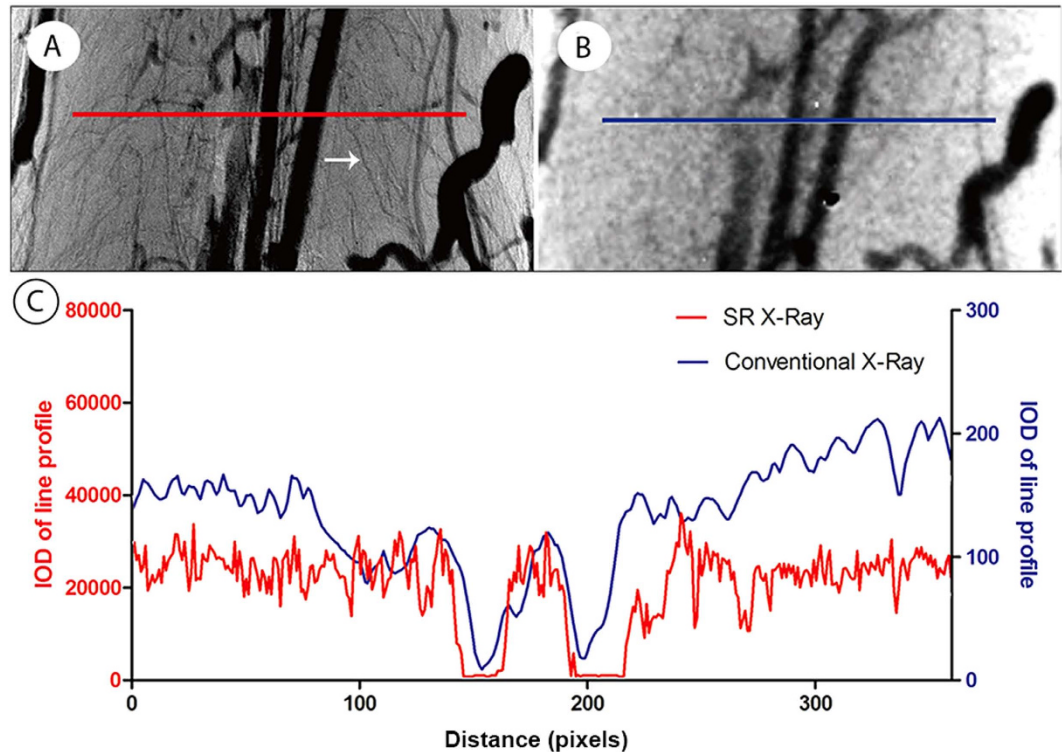 A
B
C
80000
60000
40000
20000
0
IOD of line profile
SR X-Ray
Conventional X-Ray
300
200
100
0
IOD of line profile
0
100
200
300
Distance (pixels)